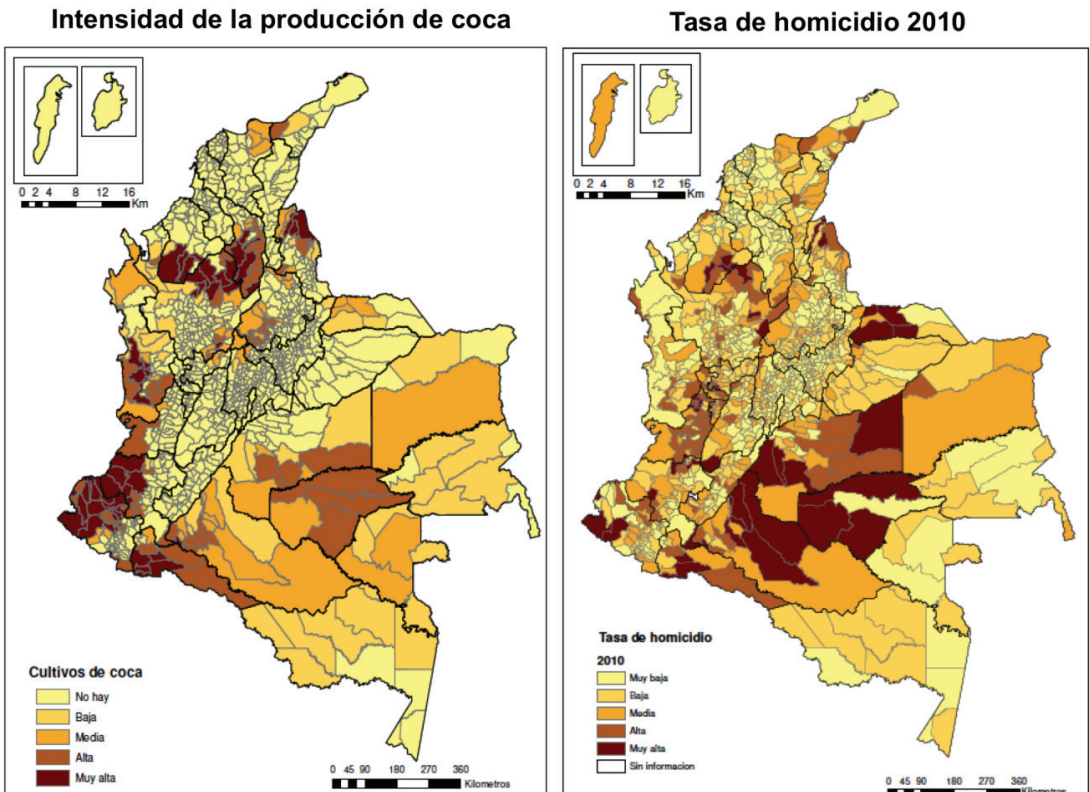 Intensidad de la producción de coca
0 2 4 8 12 16
Km
Cultivos de coca
No hay
Baja
Media
Alta
Muy alta
0 45 90 180 270 360
Kilometros
Tasa de homicidio 2010
0 2 4 8 12 16
Km
Tasa de homicidio
2010
Muy baja
Baja
Media
Alta
Muy alta
Sin informacion
0 45 90 180 270 360
Kilometros